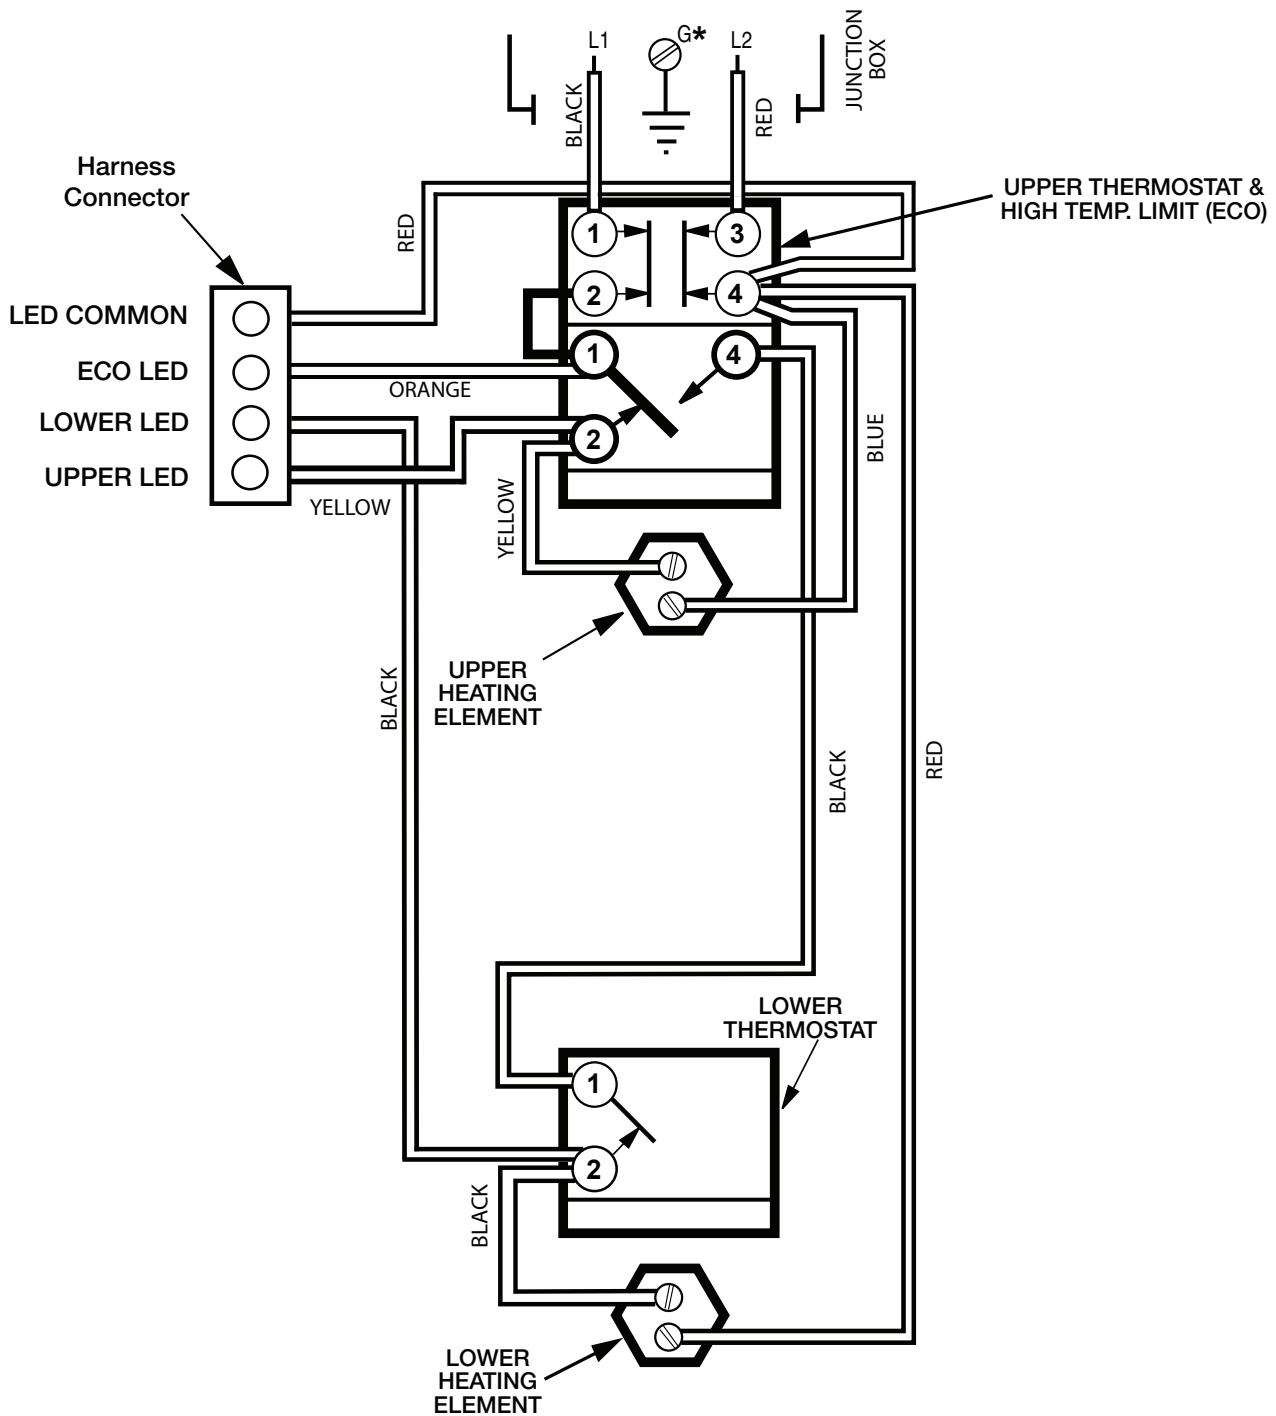 L1
G*
L2
JUNCTION
BOX
BLACK
RED
Harness
Connector
UPPER THERMOSTAT &
HIGH TEMP. LIMIT (ECO)
RED
1
3
2
4
LED COMMON
ECO LED
LOWER LED
UPPER LED
1
4
ORANGE
2
BLUE
YELLOW
YELLOW
UPPER
HEATING
ELEMENT
BLACK
BLACK
RED
LOWER
THERMOSTAT
1
2
BLACK
LOWER
HEATING
ELEMENT